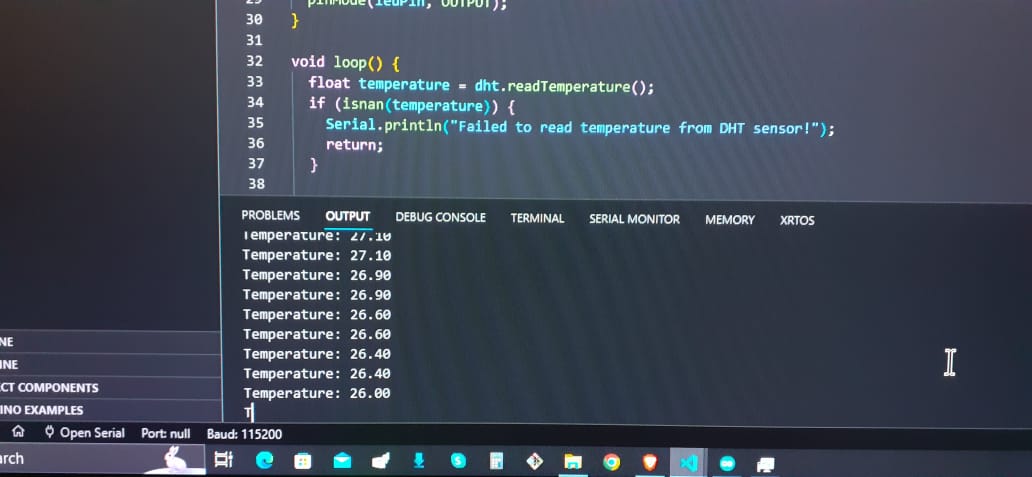 29 pinMode(ledPin, OUTPUT);
30 }
31
32 void loop() {
33 float temperature = dht.readTemperature();
34 if (isnan(temperature)) {
35 Serial.println("Failed to read temperature from DHT sensor!");
36 return;
37 }
38
PROBLEMS OUTPUT DEBUG CONSOLE TERMINAL SERIAL MONITOR MEMORY XRTOS
Temperature: 27.10
Temperature: 27.10
Temperature: 26.90
Temperature: 26.90
Temperature: 26.60
Temperature: 26.60
Temperature: 26.40
Temperature: 26.40
Temperature: 26.00
T
NE
INE
CT COMPONENTS
INO EXAMPLES
Open Serial Port: null Baud: 115200
arch